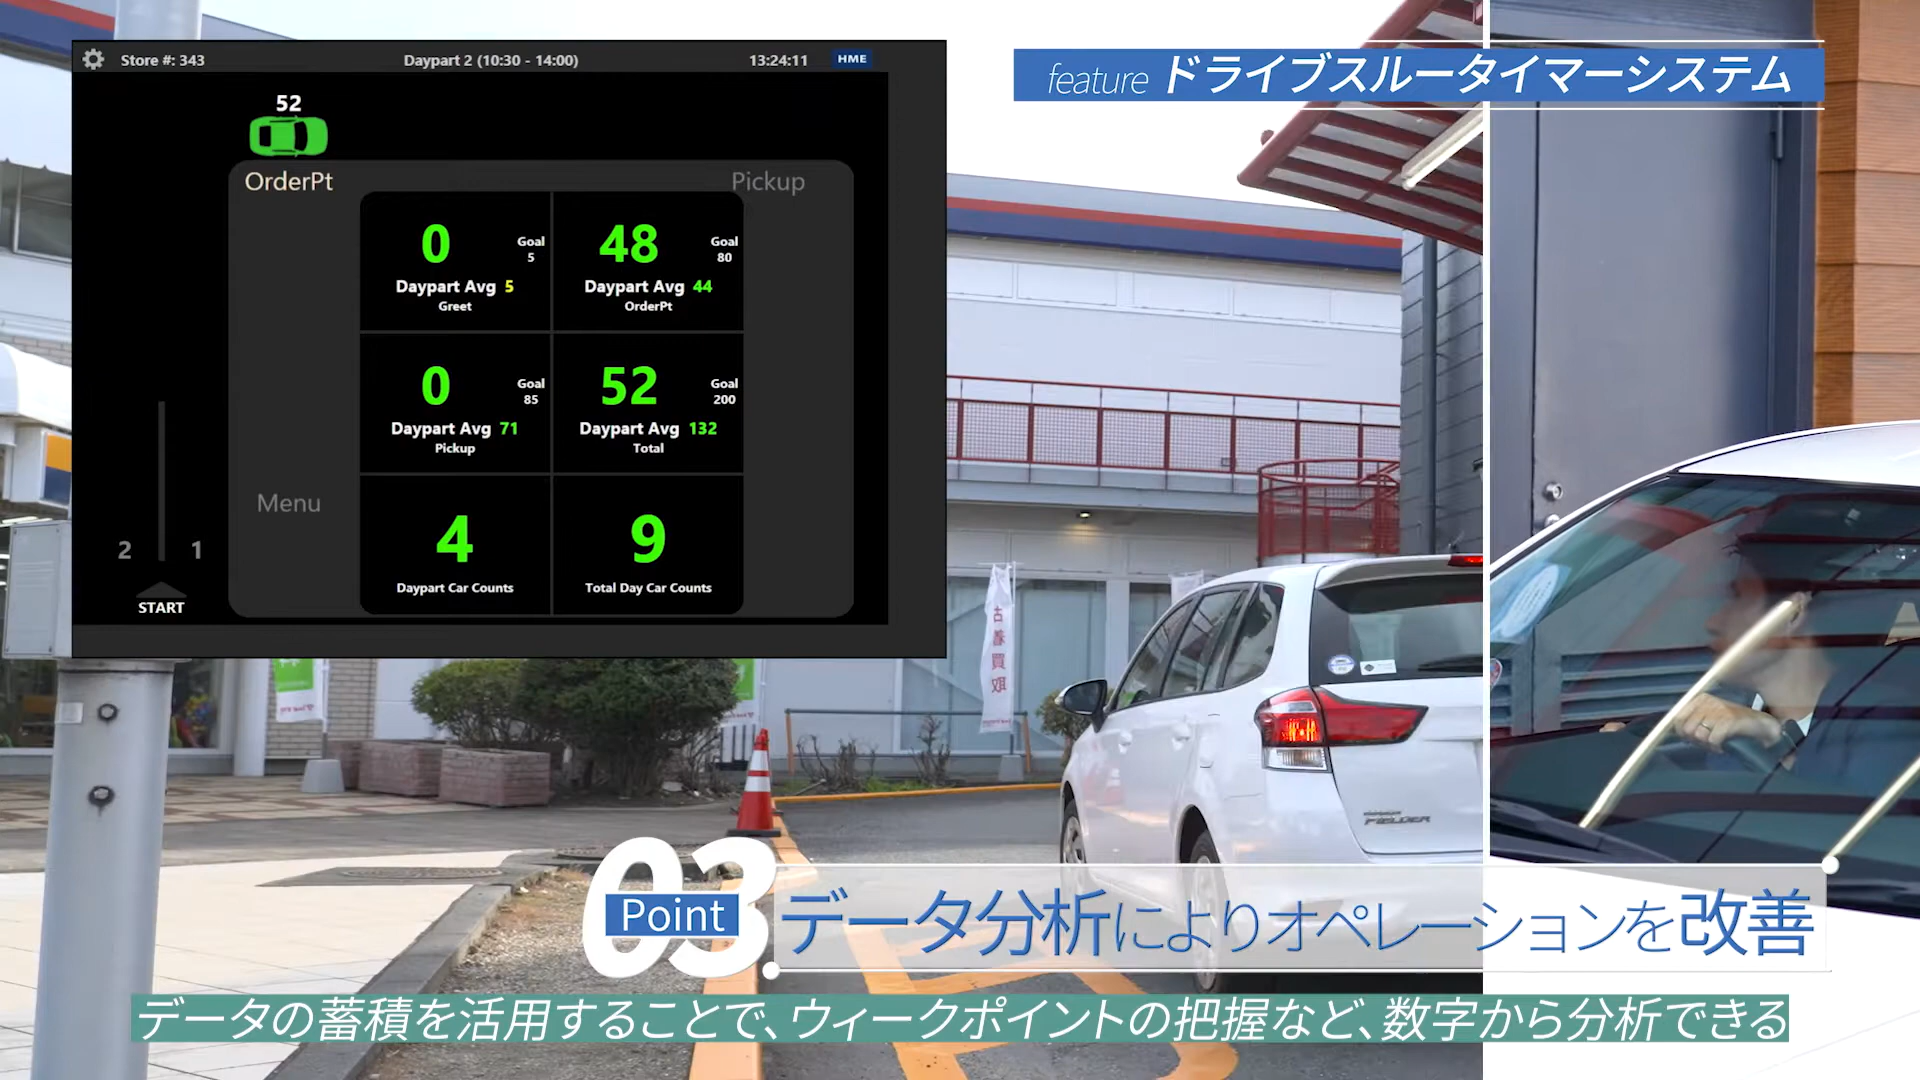 Store #: 343
Daypart 2 (10:30 - 14:00)
13:24:11
HME
feature ドライブスルータイマーシステム
52
OrderPt
Pickup
0
Goal
5
Daypart Avg 5
Greet
48
Goal
80
Daypart Avg 44
OrderPt
0
Goal
85
Daypart Avg 71
Pickup
52
Goal
200
Daypart Avg 132
Total
Menu
4
Daypart Car Counts
9
Total Day Car Counts
2
1
START
古着買取
FIELDER
03
Point
データ分析によりオペレーションを改善
データの蓄積を活用することで、ウィークポイントの把握など、数字から分析できる